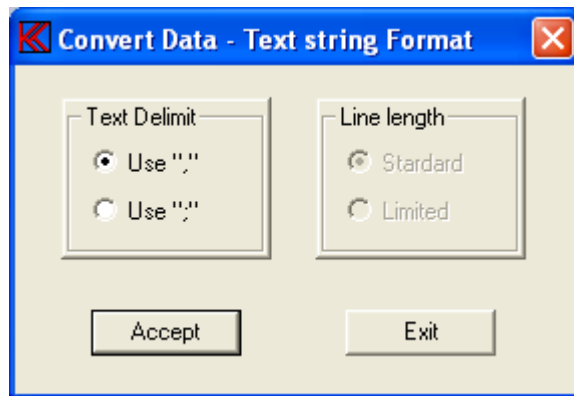 Convert Data - Text string Format
Text Delimit
Use ","
Use ";"
Line length
Stardard
Limited
Accept
Exit